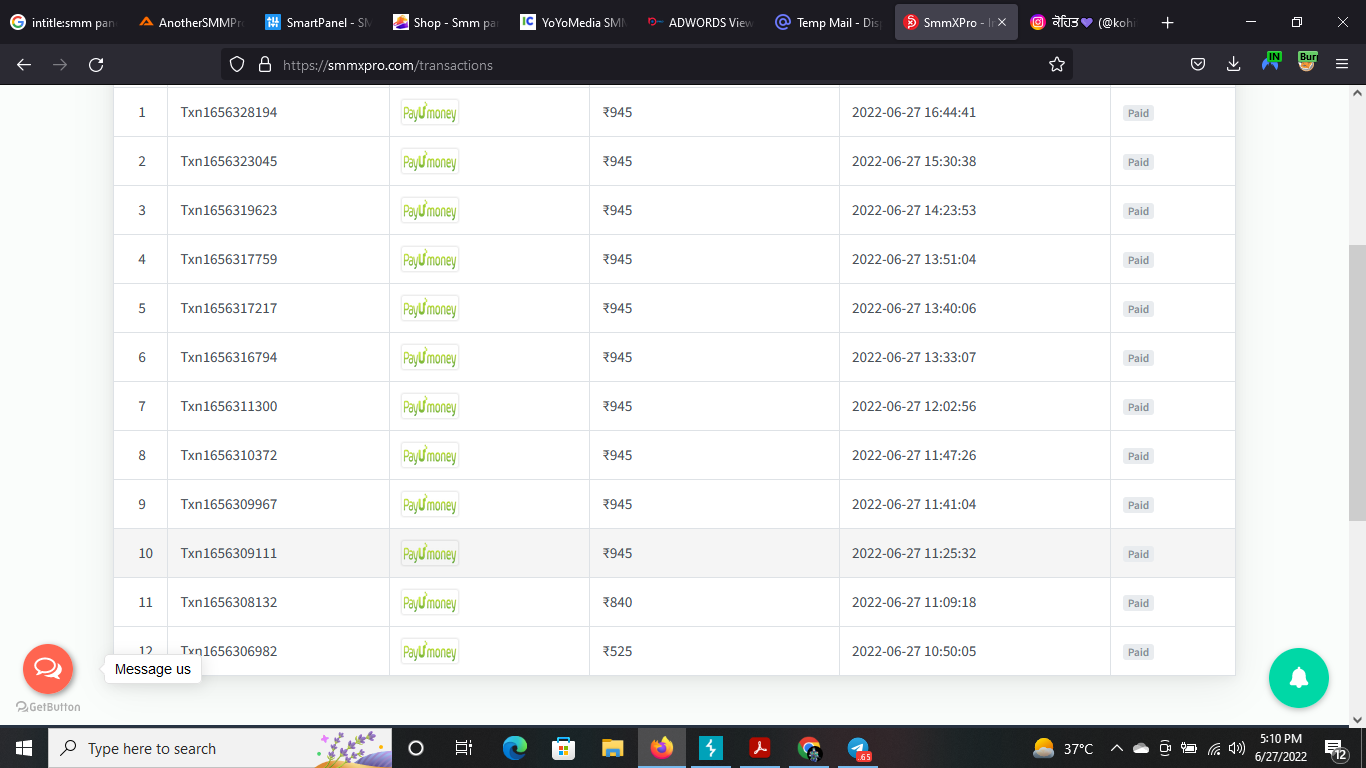 intitle:smm pan
AnotherSMMPr
SmartPanel - SM
Shop - Smm pa
YoYoMedia SMM
ADWORDS View
Temp Mail - Disp
SmmXPro - In
ਕੋਹਿਤ💜 (@kohi
https://smmxpro.com/transactions
IN
Bur
1 Txn1656328194 PayUmoney ₹945 2022-06-27 16:44:41 Paid
2 Txn1656323045 PayUmoney ₹945 2022-06-27 15:30:38 Paid
3 Txn1656319623 PayUmoney ₹945 2022-06-27 14:23:53 Paid
4 Txn1656317759 PayUmoney ₹945 2022-06-27 13:51:04 Paid
5 Txn1656317217 PayUmoney ₹945 2022-06-27 13:40:06 Paid
6 Txn1656316794 PayUmoney ₹945 2022-06-27 13:33:07 Paid
7 Txn1656311300 PayUmoney ₹945 2022-06-27 12:02:56 Paid
8 Txn1656310372 PayUmoney ₹945 2022-06-27 11:47:26 Paid
9 Txn1656309967 PayUmoney ₹945 2022-06-27 11:41:04 Paid
10 Txn1656309111 PayUmoney ₹945 2022-06-27 11:25:32 Paid
11 Txn1656308132 PayUmoney ₹840 2022-06-27 11:09:18 Paid
12 Txn1656306982 PayUmoney ₹525 2022-06-27 10:50:05 Paid
Message us
GetButton
Type here to search
.65
37°C
5:10 PM
6/27/2022
12